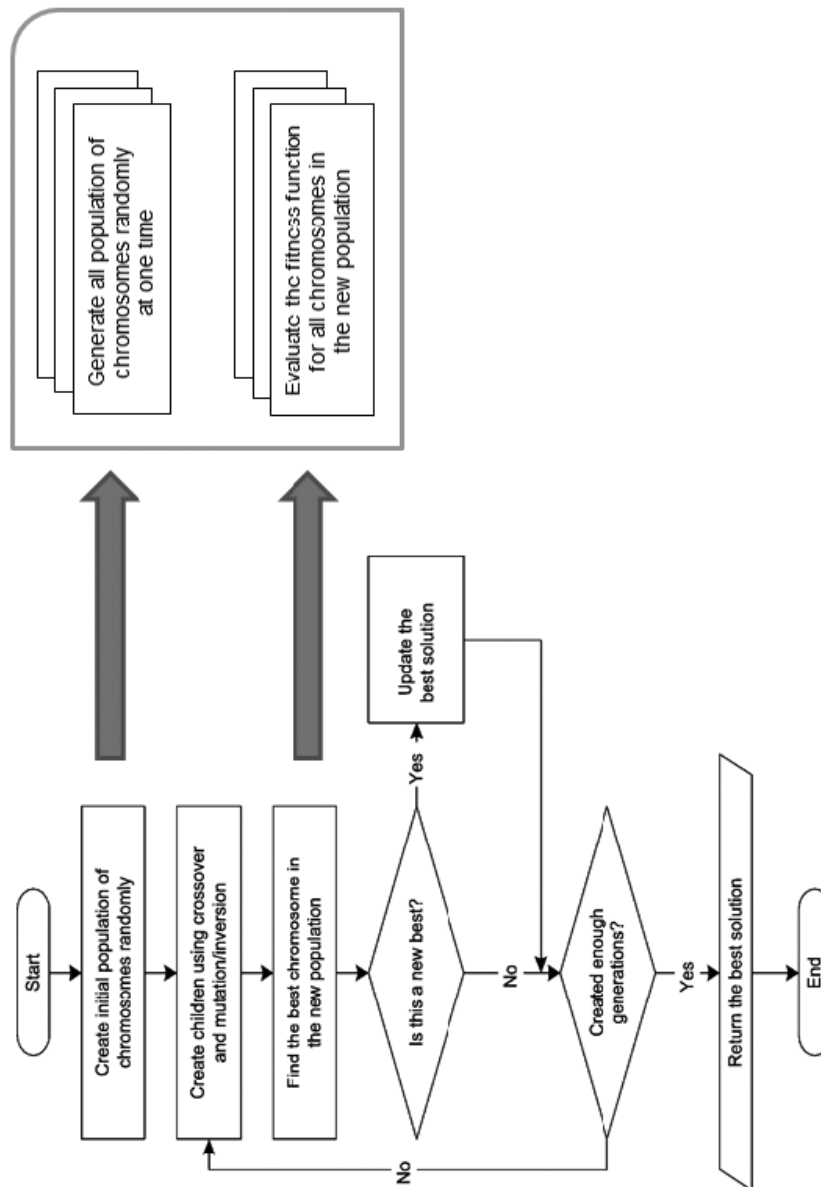 Start
Create initial population of
chromosomes randomly
Create children using crossover
and mutation/inversion
Find the best chromosome in
the new population
Is this a new best?
Yes
Update the
best solution
No
Created enough
generations?
No
Yes
Return the best solution
End
Generate all population of
chromosomes randomly
at one time
Evaluate the fitness function
for all chromosomes in
the new population